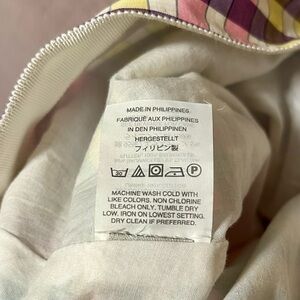 MADE IN PHILIPPINES
FABRIQUÉ AUX PHILIPPINES
IN DEN PHILIPPINEN
HERGESTELLT
フィリピン製
MACHINE WASH COLD WITH
LIKE COLORS. NON CHLORINE
BLEACH ONLY. TUMBLE DRY
LOW. IRON ON LOWEST SETTING.
DRY CLEAN IF PREFERRED.